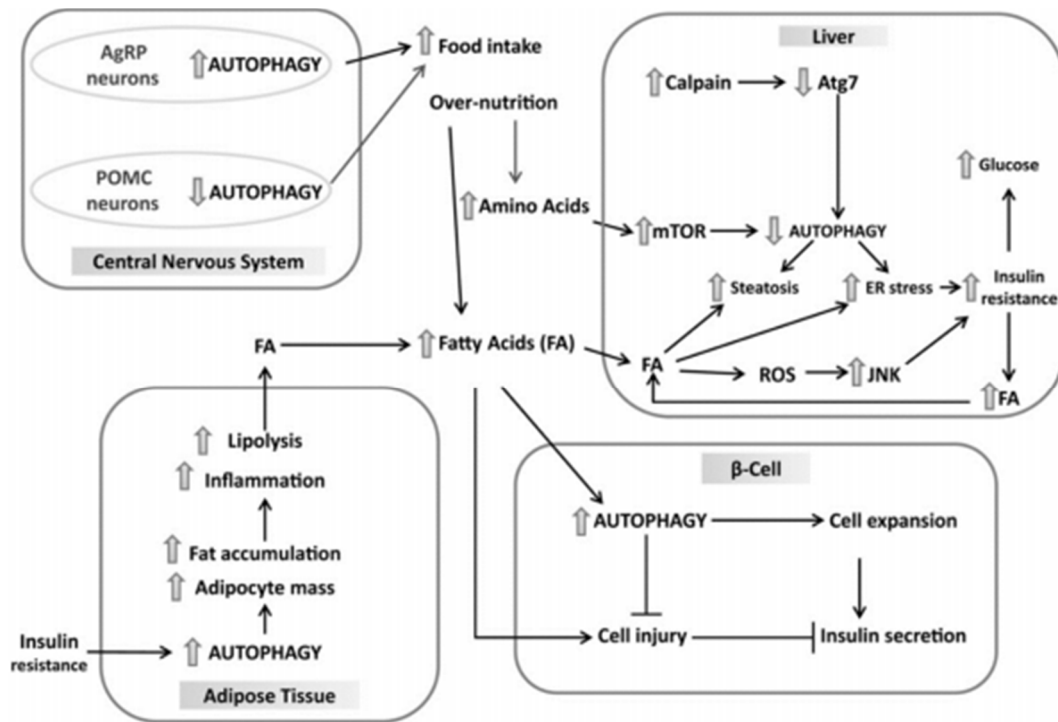 AgRP
neurons
AUTOPHAGY
POMC
neurons
AUTOPHAGY
Central Nervous System
Food intake
Over-nutrition
Amino Acids
Fatty Acids (FA)
Liver
Calpain
Atg7
mTOR
AUTOPHAGY
Glucose
Steatosis
ER stress
Insulin
resistance
FA
ROS
JNK
FA
FA
Lipolysis
Inflammation
Fat accumulation
Adipocyte mass
Insulin
resistance
AUTOPHAGY
Adipose Tissue
β-Cell
AUTOPHAGY
Cell expansion
Cell injury
Insulin secretion